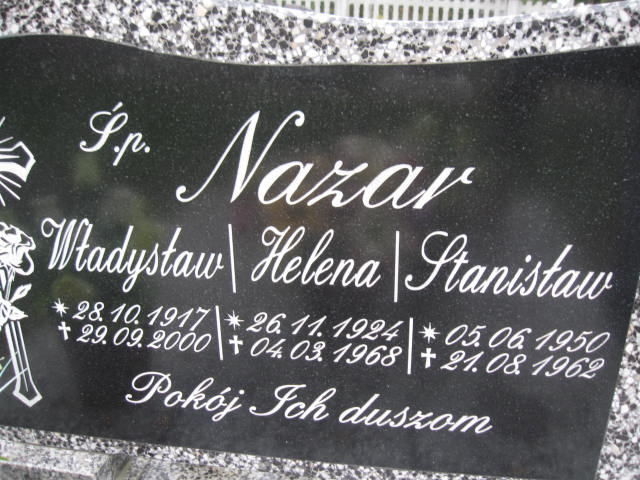 Ś.p. Nazar
Władysław | Helena | Stanisław
* 28.10.1917 | * 26.11.1924 | * 05.06.1950
✝ 29.09.2000 | ✝ 04.03.1968 | ✝ 21.08.1962
Pokój Ich duszom